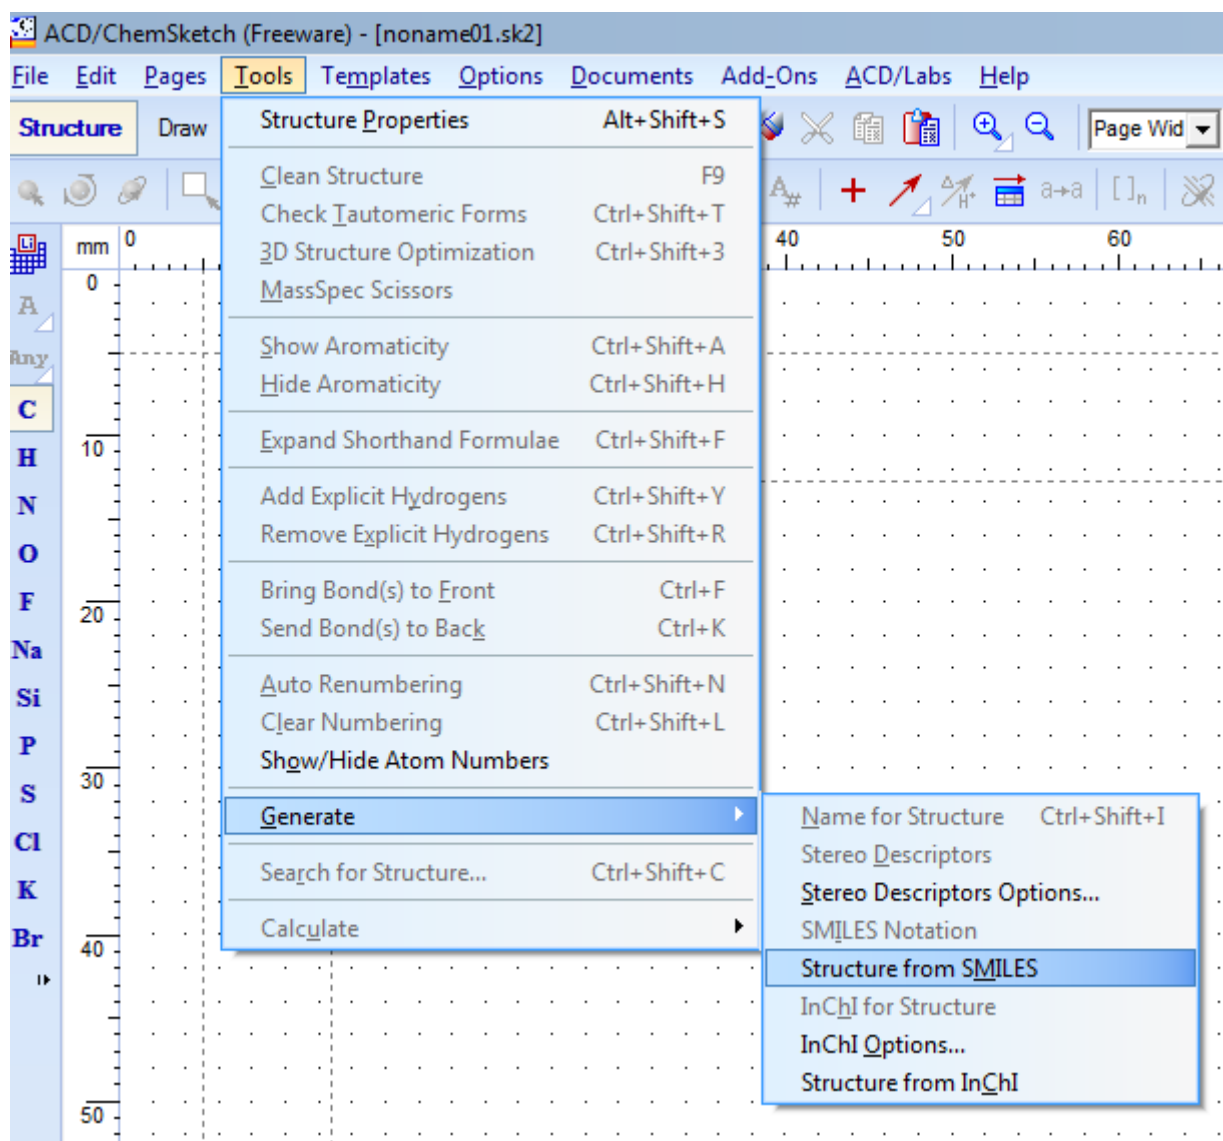 ACD/ChemSketch (Freeware) - [noname01.sk2]
File Edit Pages Tools Templates Options Documents Add-Ons ACD/Labs Help
Structure Draw Page Wid
Structure Properties Alt+Shift+S
Clean Structure F9
Check Tautomeric Forms Ctrl+Shift+T
3D Structure Optimization Ctrl+Shift+3
MassSpec Scissors
Show Aromaticity Ctrl+Shift+A
Hide Aromaticity Ctrl+Shift+H
Expand Shorthand Formulae Ctrl+Shift+F
Add Explicit Hydrogens Ctrl+Shift+Y
Remove Explicit Hydrogens Ctrl+Shift+R
Bring Bond(s) to Front Ctrl+F
Send Bond(s) to Back Ctrl+K
Auto Renumbering Ctrl+Shift+N
Clear Numbering Ctrl+Shift+L
Show/Hide Atom Numbers
Generate
Search for Structure... Ctrl+Shift+C
Calculate
Name for Structure Ctrl+Shift+I
Stereo Descriptors
Stereo Descriptors Options...
SMILES Notation
Structure from SMILES
InChI for Structure
InChI Options...
Structure from InChI
A# a→a [ ]n
mm 0 40 50 60
Li
A
Any
C
H
N
O
F
Na
Si
P
S
Cl
K
Br
0
10
20
30
40
50